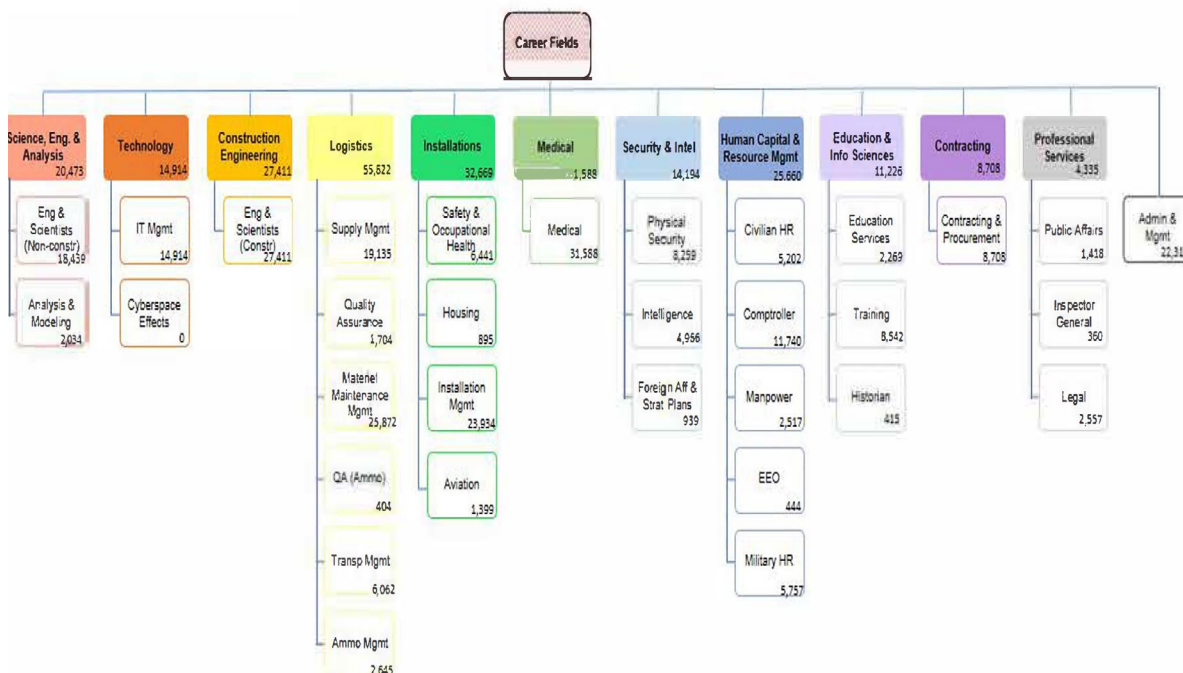 Career Fields
Science, Eng. &
Analysis
20,473
Eng &
Scientists
(Non-constr)
18,439
Analysis &
Modeling
2,034
Technology
14,914
IT Mgmt
14,914
Cyberspace
Effects
0
Construction
Engineering
27,411
Eng &
Scientists
(Constr)
27,411
Logistics
55,822
Supply Mgmt
19,135
Quality
Assurance
1,704
Materiel
Maintenance
Mgmt
25,872
QA (Ammo)
404
Transp Mgmt
6,062
Ammo Mgmt
2,645
Installations
32,669
Safety &
Occupational
Health
6,441
Housing
895
Installation
Mgmt
23,934
Aviation
1,399
Medical
1,588
Medical
31,588
Security & Intel
14,194
Physical
Security
8,259
Intelligence
4,966
Foreign Aff &
Strat Plans
939
Human Capital &
Resource Mgmt
25,660
Civilian HR
5,202
Comptroller
11,740
Manpower
2,517
EEO
444
Military HR
5,757
Education &
Info Sciences
11,226
Education
Services
2,269
Training
8,542
Historian
415
Contracting
8,708
Contracting &
Procurement
8,708
Professional
Services
4,335
Public Affairs
1,418
Inspector
General
360
Legal
2,557
Admin &
Mgmt
22,31